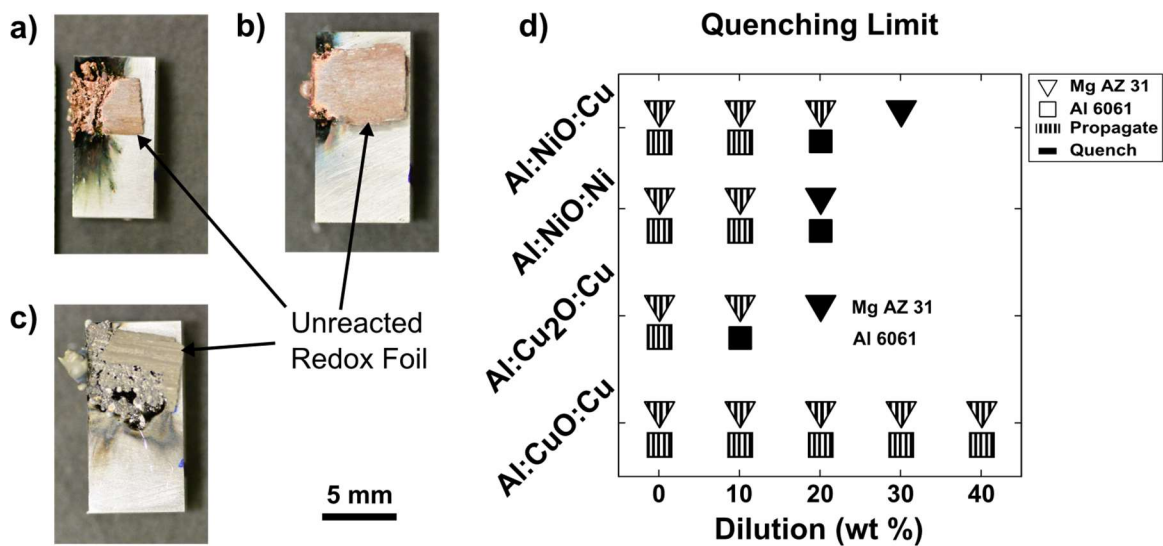 a)
b)
c)
Unreacted
Redox Foil
5 mm
d)
Quenching Limit
Al:NiO:Cu
Al:NiO:Ni
Al:Cu₂O:Cu
Al:CuO:Cu
Mg AZ 31
Al 6061
0 10 20 30 40
Dilution (wt %)
Mg AZ 31
Al 6061
Propagate
Quench